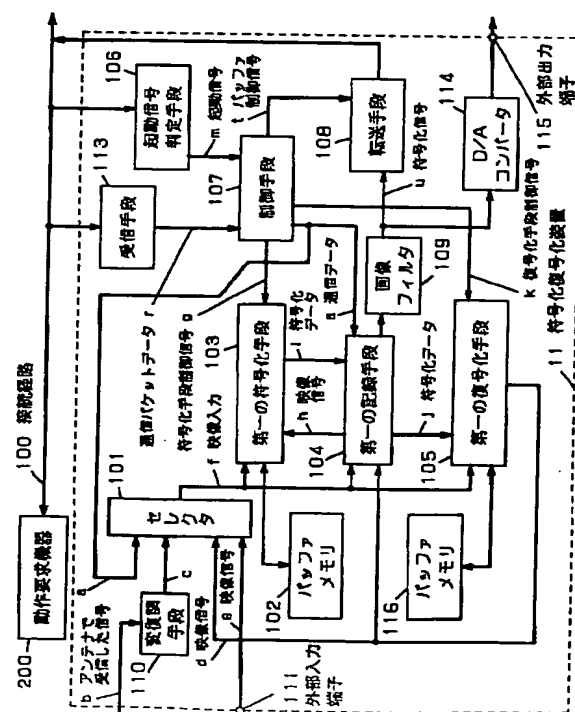 200
動作要求機器
100 接続経路
113
受信手段
106
起動信号
判定手段
m 起動信号
t バッファ
制御信号
107
制御手段
108
転送手段
u 符号化信号
114
D/A
コンバータ
115 外部出力
端子
通信パケットデータ r
符号化手段制御信号 g
f 映像入力
101
セレクタ
a
b アンテナで
受信した信号
c
110
変復調
手段
d 映像信号
e 映像信号
111
外部入力
端子
103
第一の符号化手段
i 符号化
データ
n 通信データ
h 映像
信号
104
第一の記録手段
109
画像
フィルタ
j 符号化データ
105
第一の復号化手段
k 復号化手段制御信号
102
バッファ
メモリ
116
バッファ
メモリ
11 符号化復号化装置